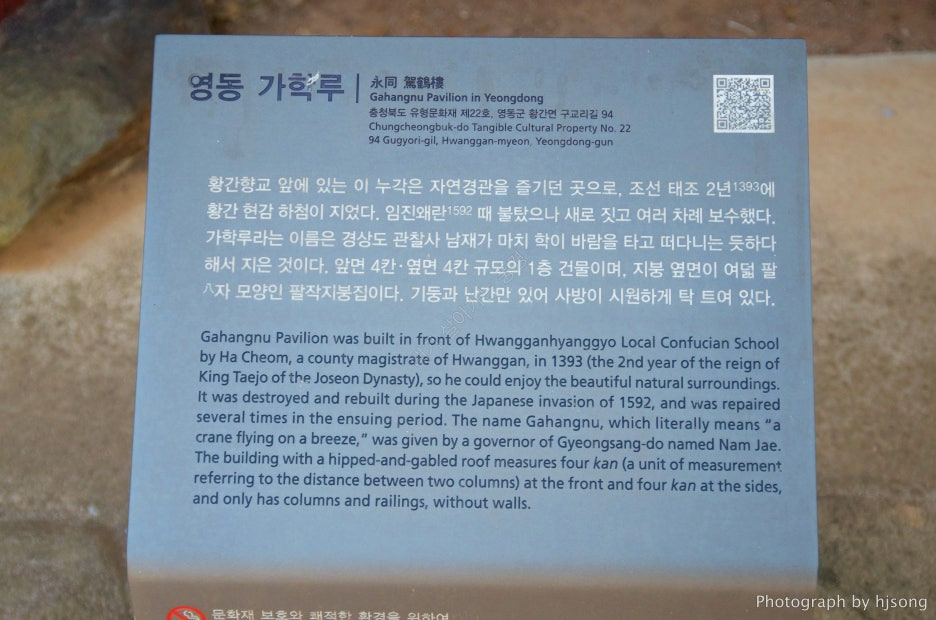 영동 가학루
永同 駕鶴樓
Gahangnu Pavilion in Yeongdong
충청북도 유형문화재 제22호, 영동군 황간면 구교리길 94
Chungcheongbuk-do Tangible Cultural Property No. 22
94 Gugyori-gil, Hwanggan-myeon, Yeongdong-gun
황간향교 앞에 있는 이 누각은 자연경관을 즐기던 곳으로, 조선 태조 2년1393에
황간 현감 하첨이 지었다. 임진왜란1592 때 불탔으나 새로 짓고 여러 차례 보수했다.
가학루라는 이름은 경상도 관찰사 남재가 마치 학이 바람을 타고 떠다니는 듯하다
해서 지은 것이다. 앞면 4칸·옆면 4칸 규모의 1층 건물이며, 지붕 옆면이 여덟 팔
八자 모양인 팔작지붕집이다. 기둥과 난간만 있어 사방이 시원하게 탁 트여 있다.
Gahangnu Pavilion was built in front of Hwangganhyanggyo Local Confucian School
by Ha Cheom, a county magistrate of Hwanggan, in 1393 (the 2nd year of the reign of
King Taejo of the Joseon Dynasty), so he could enjoy the beautiful natural surroundings.
It was destroyed and rebuilt during the Japanese invasion of 1592, and was repaired
several times in the ensuing period. The name Gahangnu, which literally means “a
crane flying on a breeze,” was given by a governor of Gyeongsang-do named Nam Jae.
The building with a hipped-and-gabled roof measures four kan (a unit of measurement
referring to the distance between two columns) at the front and four kan at the sides,
and only has columns and railings, without walls.
문화재 보호와 쾌적한 환경을 위하여
Photograph by hjsong